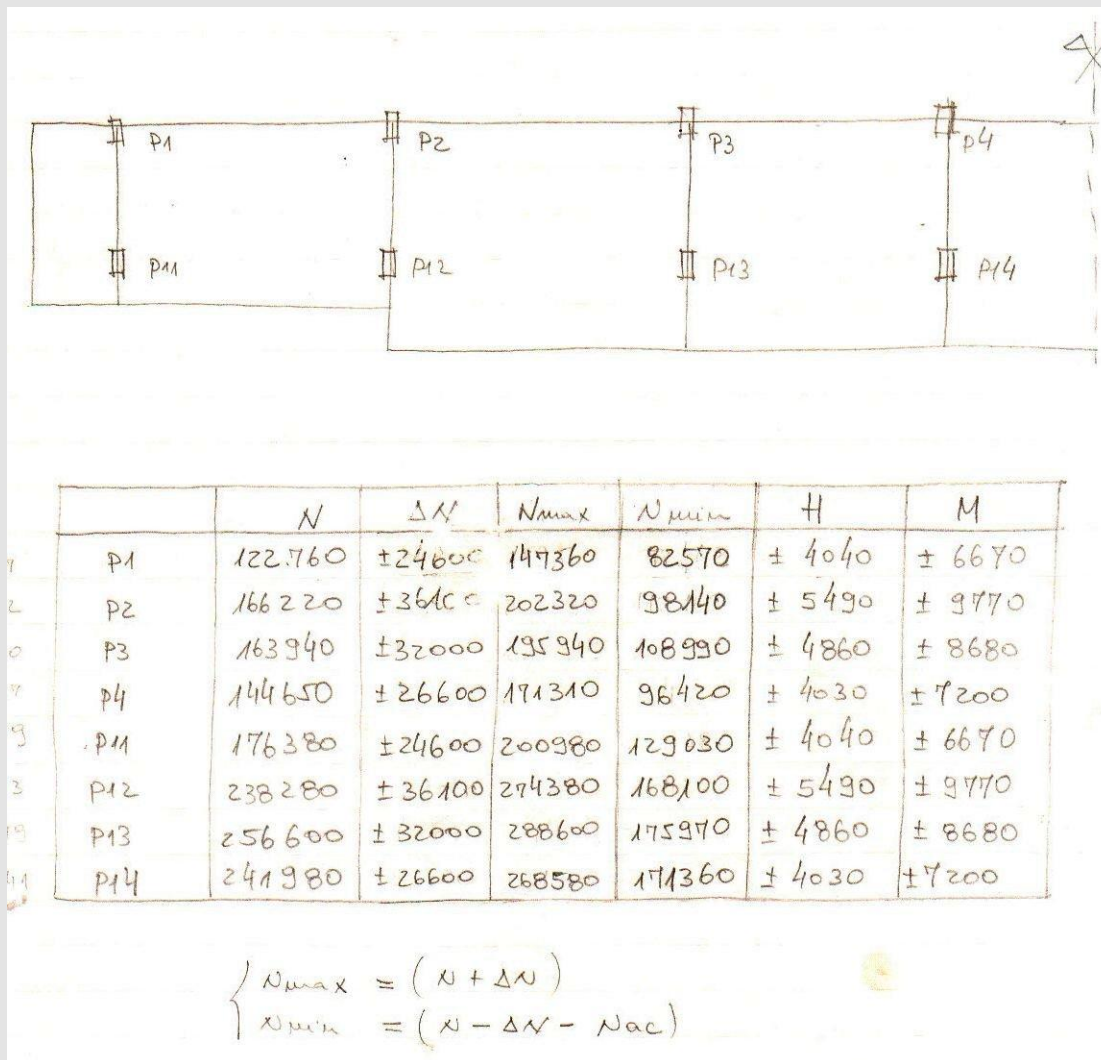 P1 P2 P3 P4
P11 P12 P13 P14
N ΔN Nmax Nmin H M
P1 122.760 ±24600 147360 82570 ± 4040 ± 6670
P2 166220 ±36100 202320 98140 ± 5490 ± 9770
P3 163940 ±32000 195940 108990 ± 4860 ± 8680
P4 144650 ±26600 171310 96420 ± 4030 ±7200
P11 176380 ±24600 200980 129030 ± 4040 ± 6670
P12 238280 ±36100 274380 168100 ± 5490 ± 9770
P13 256600 ±32000 288600 175970 ± 4860 ± 8680
P14 241980 ±26600 268580 171360 ± 4030 ±7200
Nmax = (N + ΔN)
Nmin = (N - ΔN - Nac)